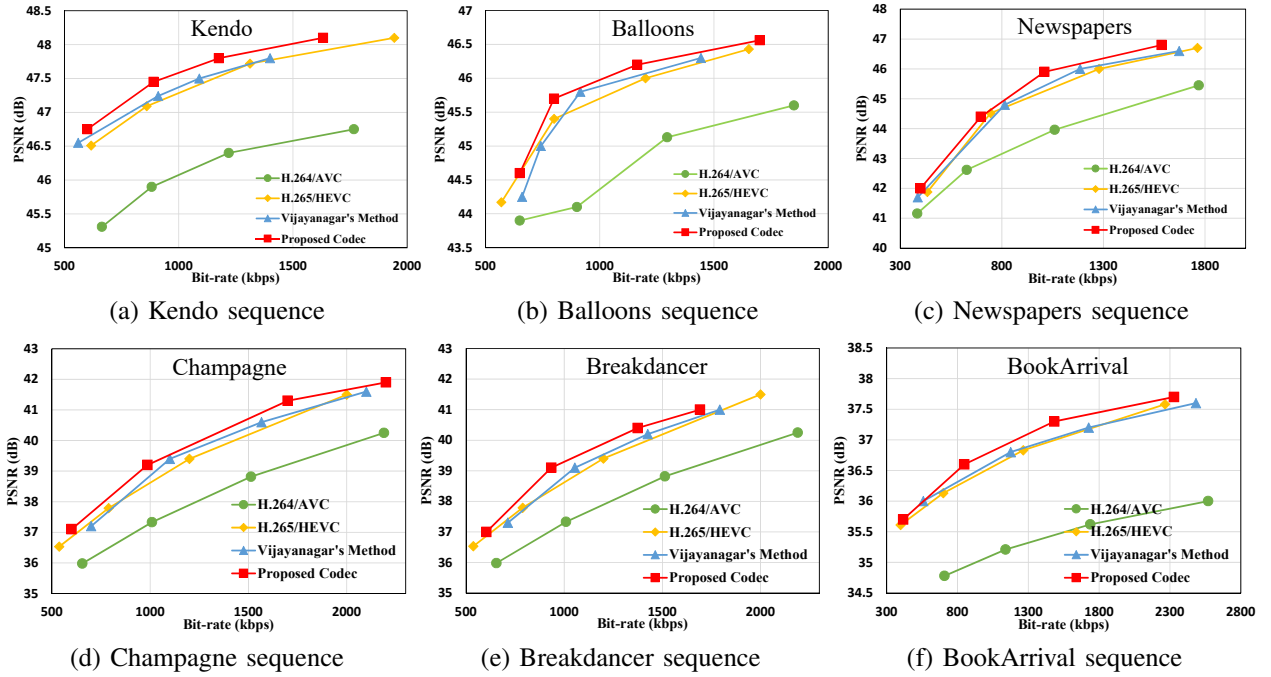 Kendo
48.5
48
47.5
47
46.5
46
45.5
45
PSNR (dB)
H.264/AVC
H.265/HEVC
Vijayanagar's Method
Proposed Codec
500 1000 1500 2000
Bit-rate (kbps)
(a) Kendo sequence
Balloons
47
46.5
46
45.5
45
44.5
44
43.5
PSNR (dB)
H.264/AVC
H.265/HEVC
Vijayanagar's Method
Proposed Codec
500 1000 1500 2000
Bit-rate (kbps)
(b) Balloons sequence
Newspapers
48
47
46
45
44
43
42
41
40
PSNR (dB)
H.264/AVC
H.265/HEVC
Vijayanagar's Method
Proposed Codec
300 800 1300 1800
Bit-rate (kbps)
(c) Newspapers sequence
Champagne
43
42
41
40
39
38
37
36
35
PSNR (dB)
H.264/AVC
H.265/HEVC
Vijayanagar's Method
Proposed Codec
500 1000 1500 2000
Bit-rate (kbps)
(d) Champagne sequence
Breakdancer
43
42
41
40
39
38
37
36
35
PSNR (dB)
H.264/AVC
H.265/HEVC
Vijayanagar's Method
Proposed Codec
500 1000 1500 2000
Bit-rate (kbps)
(e) Breakdancer sequence
BookArrival
38.5
38
37.5
37
36.5
36
35.5
35
34.5
PSNR (dB)
H.264/AVC
H.265/HEVC
Vijayanagar's Method
Proposed Codec
300 800 1300 1800 2300 2800
Bit-rate (kbps)
(f) BookArrival sequence